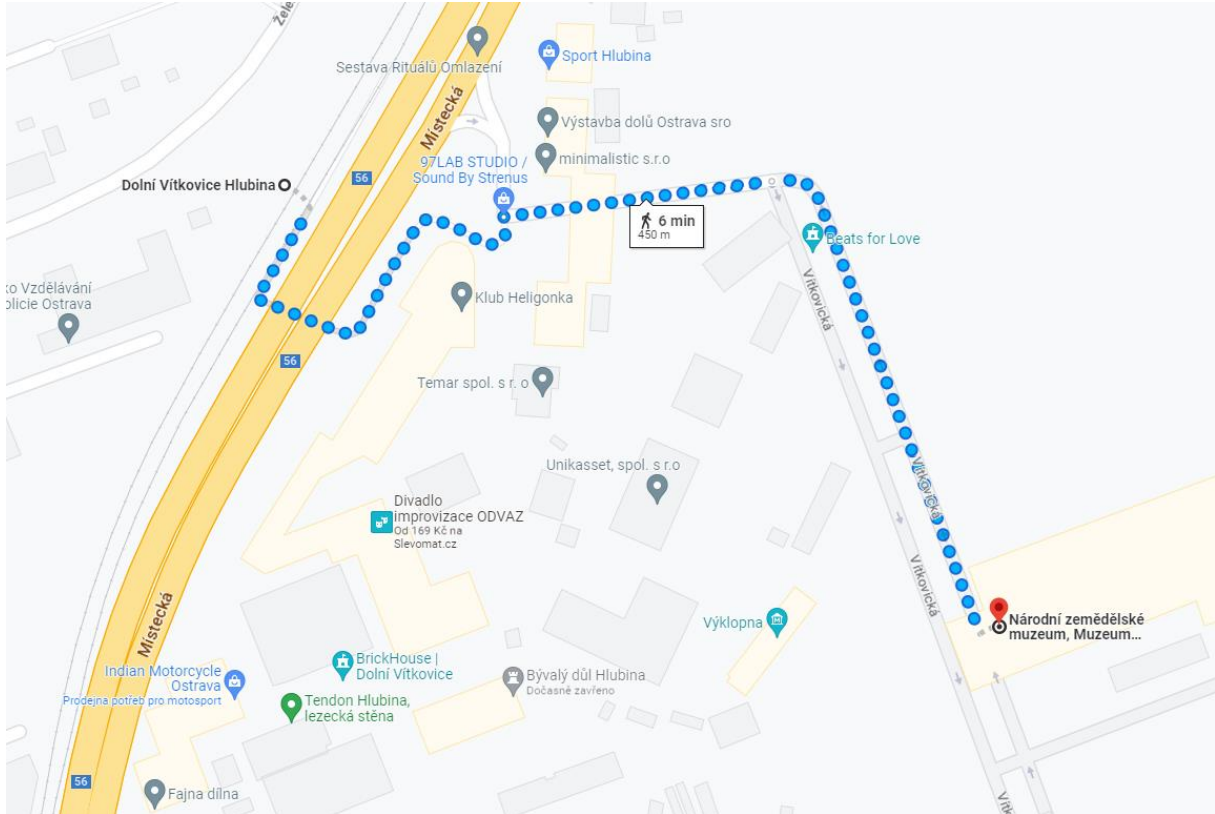 Žele
Sestava Rituálů Omlazení
Sport Hlubina
Místecká
Výstavba dolů Ostrava sro
minimalistic s.r.o
97LAB STUDIO /
Sound By Strenus
56
Dolní Vítkovice Hlubina
6 min
450 m
Beats for Love
ko Vzdělávání
olicie Ostrava
Klub Heligonka
Vítkovická
56
Temar spol. s r. o
Unikasset, spol. s r.o
Vítkovická
Divadlo
improvizace ODVAZ
Od 169 Kč na
Slevomat.cz
Vítkovická
Místecká
Výklopna
Národní zemědělské
muzeum, Muzeum...
Indian Motorcycle
Ostrava
Prodejna potřeb pro motosport
BrickHouse |
Dolní Vítkovice
Bývalý důl Hlubina
Dočasně zavřeno
Tendon Hlubina,
lezecká stěna
56
Fajna dílna
Vítk